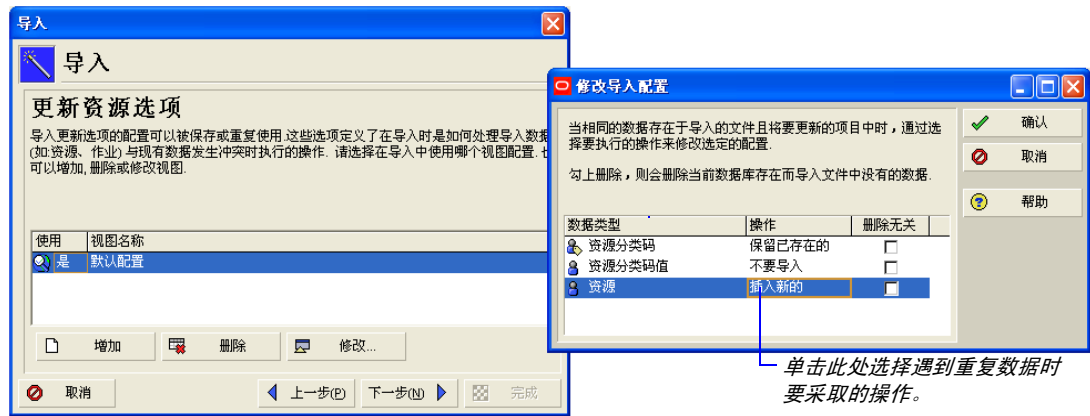 导入
导入
更新资源选项
导入更新选项的配置可以被保存或重复使用.这些选项定义了在导入时是如何处理导入数据
(如:资源、作业) 与现有数据发生冲突时执行的操作. 请选择在导入中使用哪个视图配置.
可以增加, 删除或修改视图.
使用 视图名称
是 默认配置
增加 删除 修改...
取消 上一步(P) 下一步(N) 完成
修改导入配置
当相同的数据存在于导入的文件且将要更新的项目中时，通过选
择要执行的操作来修改选定的配置.
勾上删除，则会删除当前数据库存在而导入文件中没有的数据.
确认
取消
帮助
数据类型 操作 删除无关
资源分类码 保留已存在的
资源分类码值 不要导入
资源 插入新的
单击此处选择遇到重复数据时
要采取的操作。